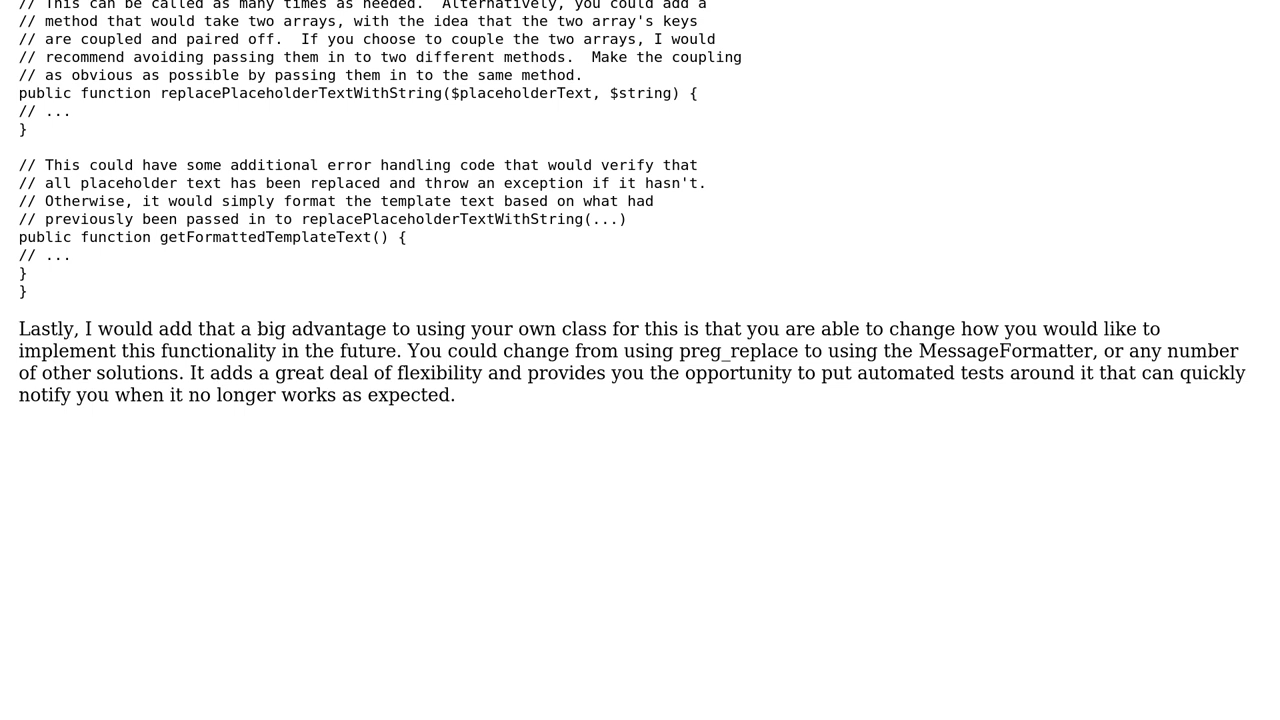 // This can be called as many times as needed.  Alternatively, you could add a
// method that would take two arrays, with the idea that the two array's keys
// are coupled and paired off.  If you choose to couple the two arrays, I would
// recommend avoiding passing them in to two different methods.  Make the coupling
// as obvious as possible by passing them in to the same method.
public function replacePlaceholderTextWithString($placeholderText, $string) {
// ...
}
// This could have some additional error handling code that would verify that
// all placeholder text has been replaced and throw an exception if it hasn't.
// Otherwise, it would simply format the template text based on what had
// previously been passed in to replacePlaceholderTextWithString(...)
public function getFormattedTemplateText() {
// ...
}
}
Lastly, I would add that a big advantage to using your own class for this is that you are able to change how you would like to
implement this functionality in the future. You could change from using preg_replace to using the MessageFormatter, or any number
of other solutions. It adds a great deal of flexibility and provides you the opportunity to put automated tests around it that can quickly
notify you when it no longer works as expected.